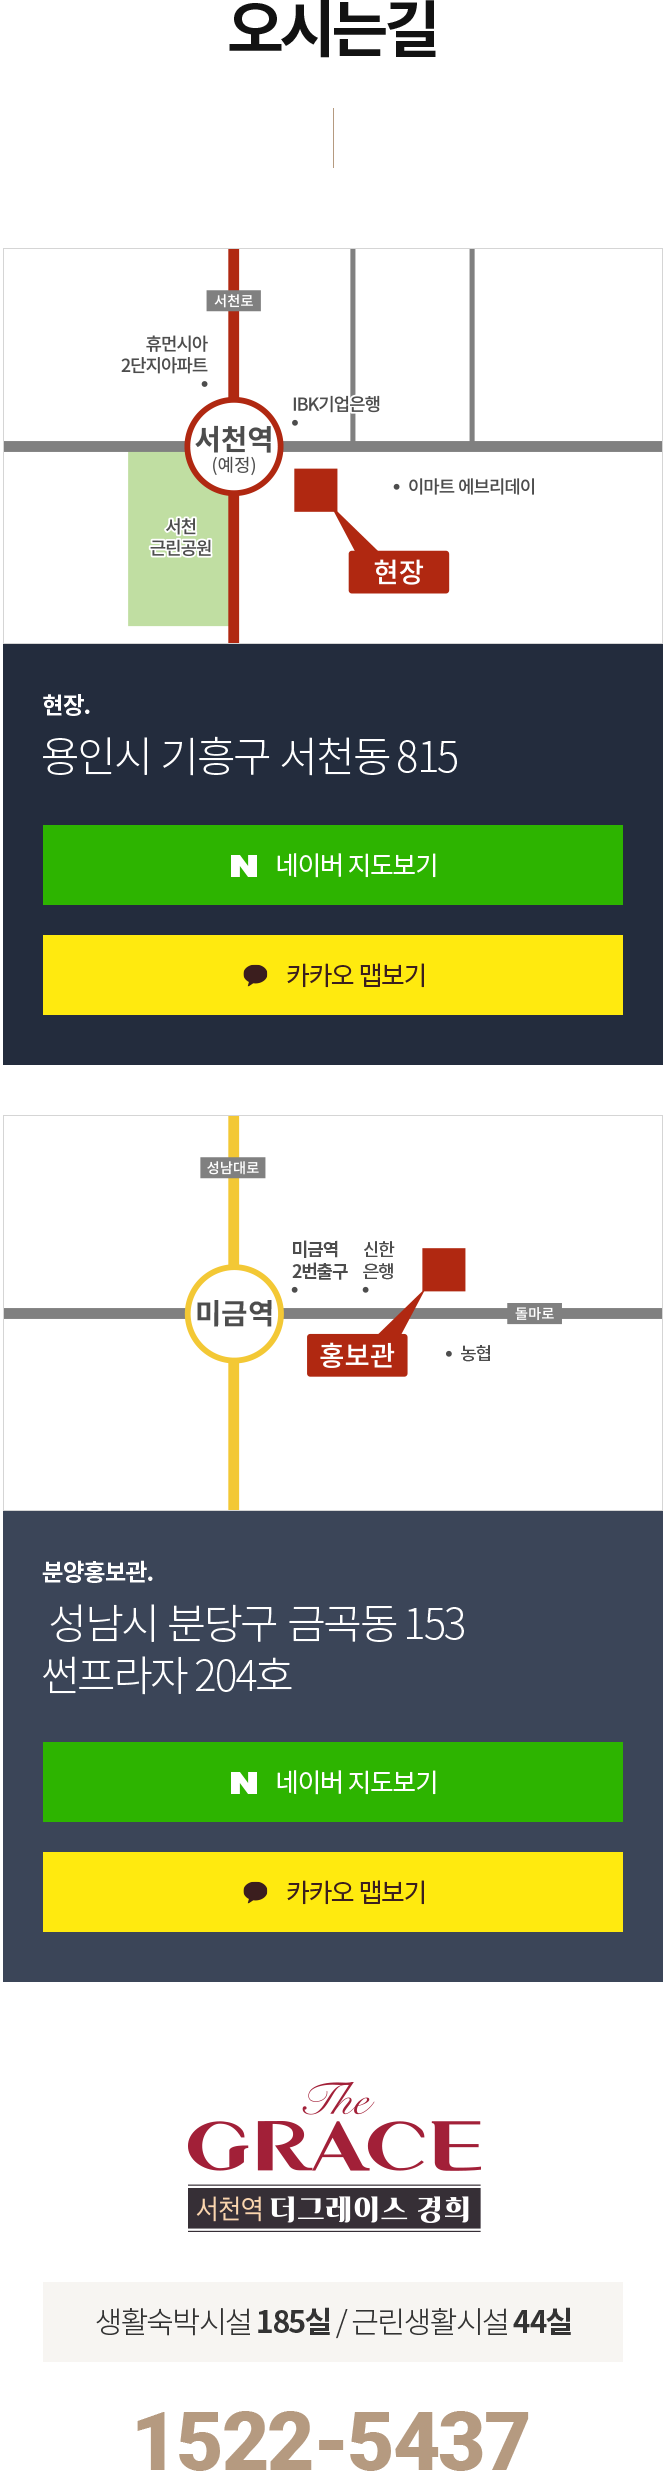 오시는길
서천로
휴먼시아
2단지아파트
IBK기업은행
서천역
(예정)
이마트 에브리데이
서천
근린공원
현장
현장.
용인시 기흥구 서천동 815
N 네이버 지도보기
카카오 맵보기
성남대로
미금역
2번출구
신한
은행
미금역
돌마로
홍보관
농협
분양홍보관.
성남시 분당구 금곡동 153
썬프라자 204호
N 네이버 지도보기
카카오 맵보기
The
GRACE
서천역 더그레이스 경희
생활숙박시설 185실 / 근린생활시설 44실
1522-5437